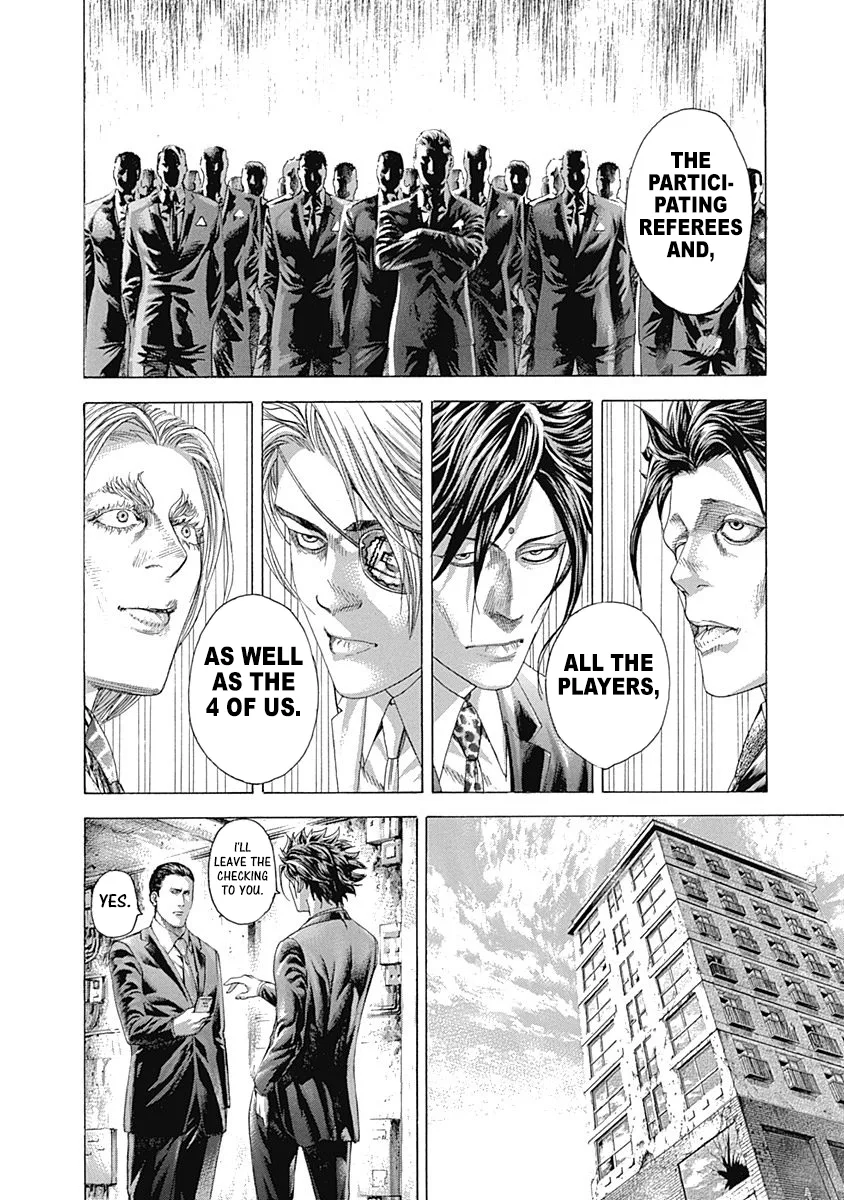 THE
PARTICI-
PATING
REFEREES
AND,
ALL THE
PLAYERS,
AS WELL
AS THE
4 OF US.
I'LL
LEAVE THE
CHECKING
TO YOU.
YES.